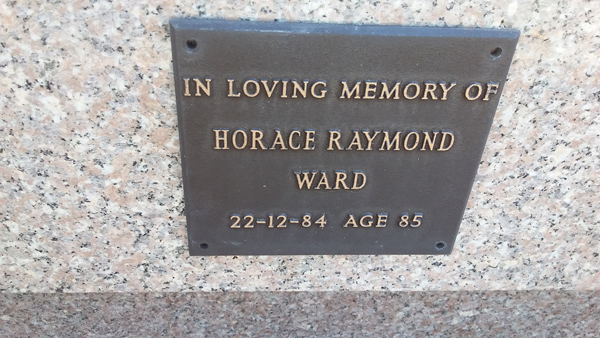 IN LOVING MEMORY OF
HORACE RAYMOND
WARD
22-12-84 AGE 85